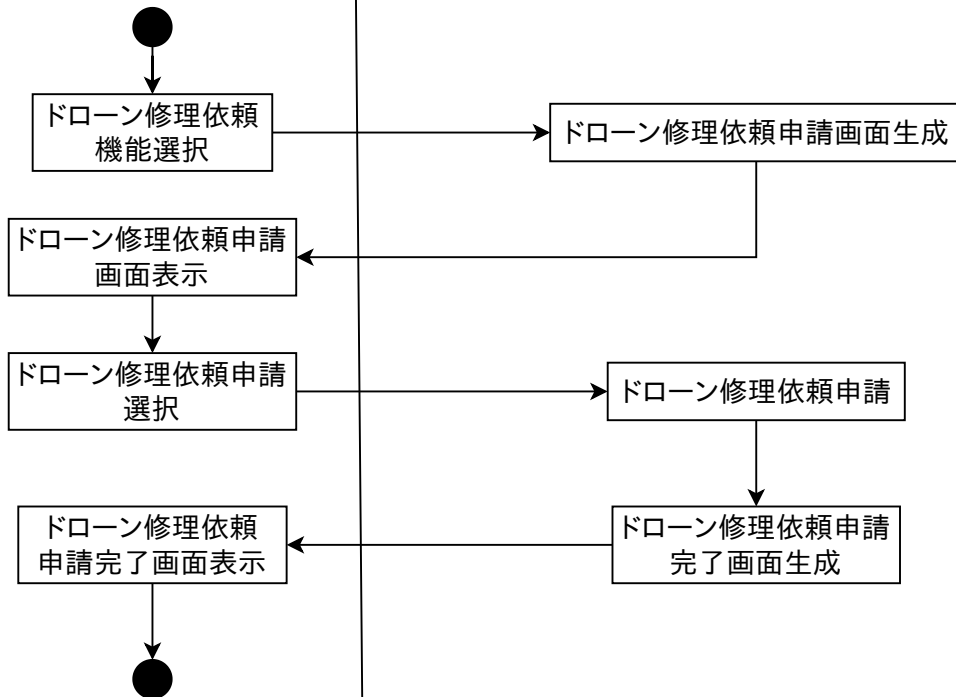 ドローン修理依頼
機能選択
ドローン修理依頼申請画面生成
ドローン修理依頼申請
画面表示
ドローン修理依頼申請
選択
ドローン修理依頼申請
ドローン修理依頼申請
完了画面生成
ドローン修理依頼
申請完了画面表示